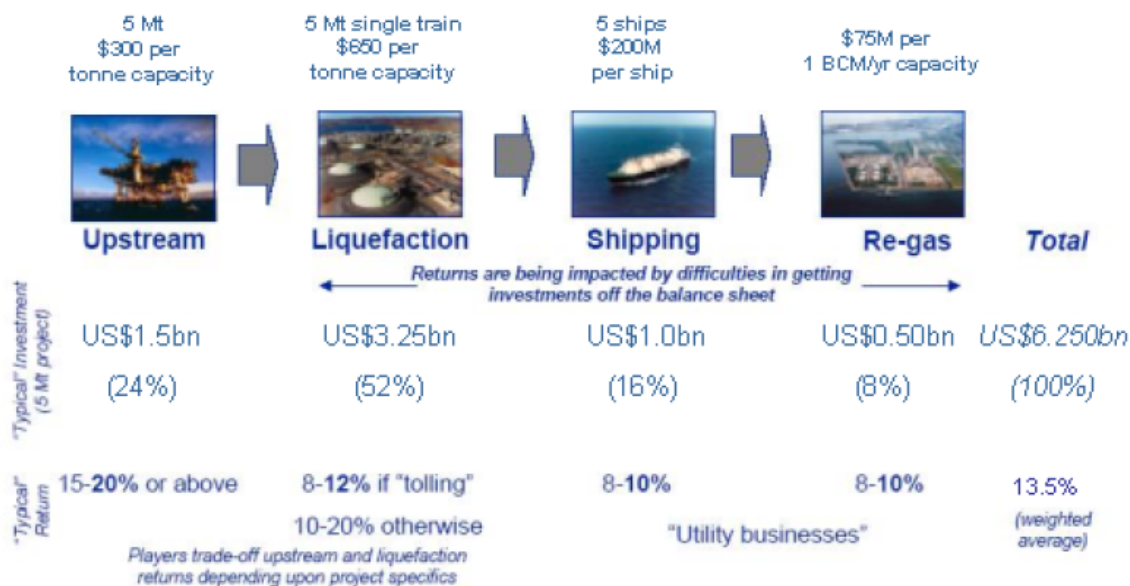 5 Mt
$300 per
tonne capacity
5 Mt single train
$650 per
tonne capacity
5 ships
$200M
per ship
$75M per
1 BCM/yr capacity
Upstream
Liquefaction
Shipping
Re-gas
Total
Returns are being impacted by difficulties in getting
investments off the balance sheet
"Typical" Investment
(5 Mt project)
US$1.5bn
US$3.25bn
US$1.0bn
US$0.50bn
US$6.250bn
(24%)
(52%)
(16%)
(8%)
(100%)
"Typical"
Return
15-20% or above
8-12% if "tolling"
8-10%
8-10%
13.5%
10-20% otherwise
"Utility businesses"
(weighted
average)
Players trade-off upstream and liquefaction
returns depending upon project specifics